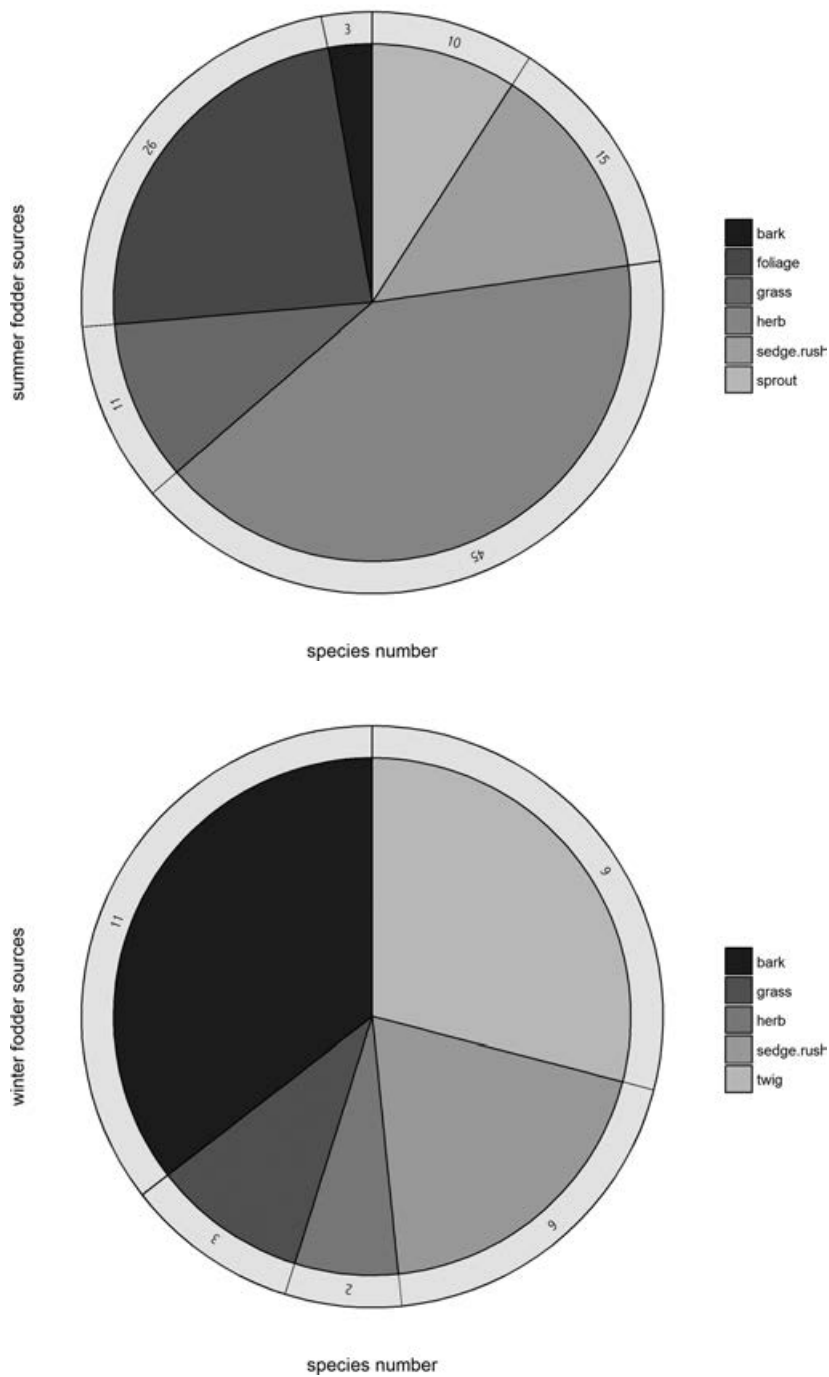 3
10
26
15
11
45
summer fodder sources
bark
foliage
grass
herb
sedge.rush
sprout
species number
9
11
6
3
2
winter fodder sources
bark
grass
herb
sedge.rush
twig
species number